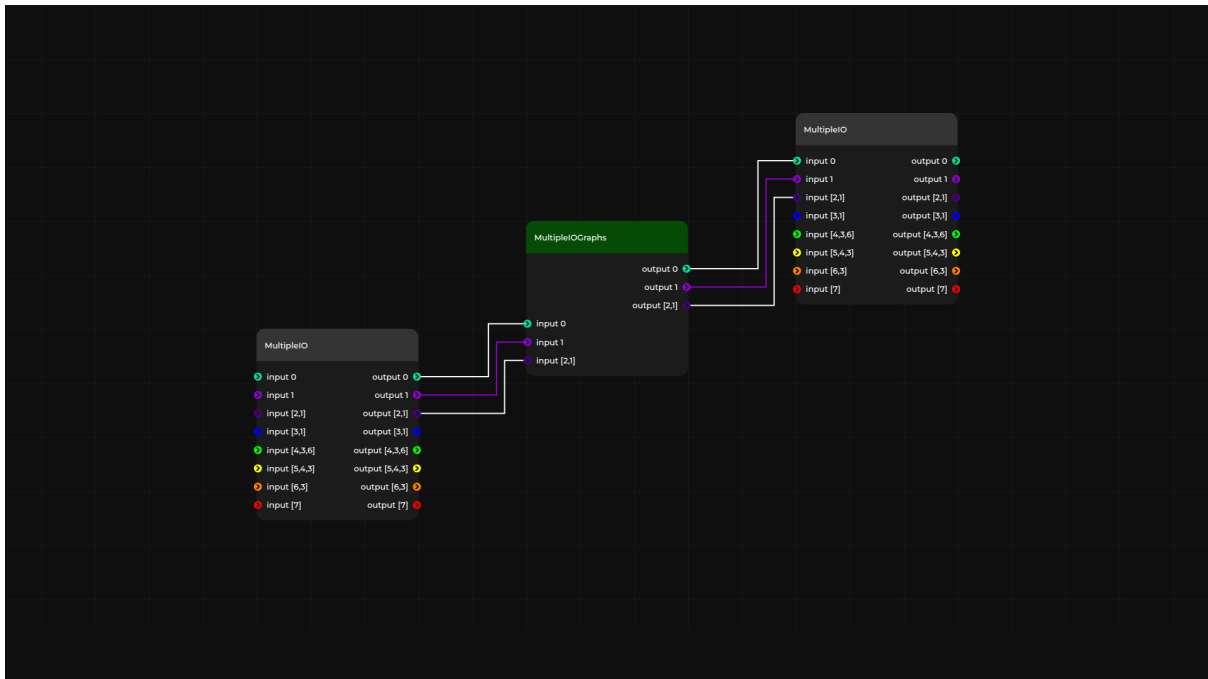 MultipleIO
input 0 output 0
input 1 output 1
input [2,1] output [2,1]
input [3,1] output [3,1]
input [4,3,6] output [4,3,6]
input [5,4,3] output [5,4,3]
input [6,3] output [6,3]
input [7] output [7]
MultipleIOGraphs
output 0
output 1
output [2,1]
input 0
input 1
input [2,1]
MultipleIO
input 0 output 0
input 1 output 1
input [2,1] output [2,1]
input [3,1] output [3,1]
input [4,3,6] output [4,3,6]
input [5,4,3] output [5,4,3]
input [6,3] output [6,3]
input [7] output [7]